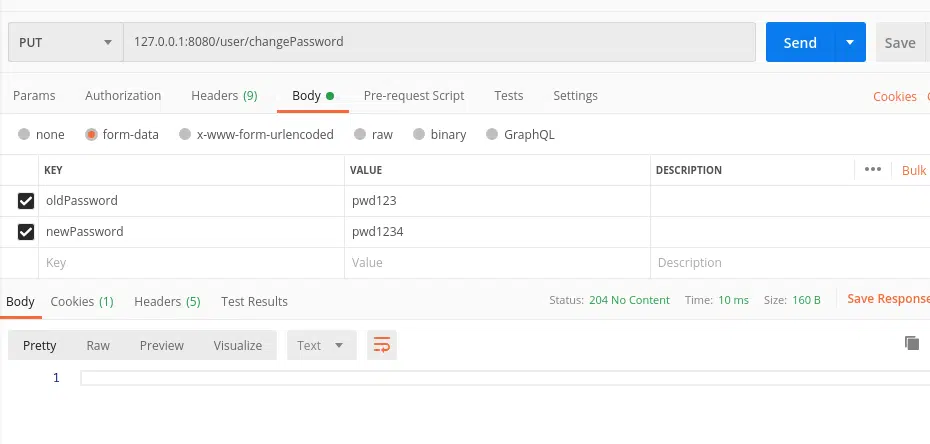 PUT 127.0.0.1:8080/user/changePassword Send Save
Params Authorization Headers (9) Body Pre-request Script Tests Settings Cookies
none form-data x-www-form-urlencoded raw binary GraphQL
KEY VALUE DESCRIPTION ••• Bulk
oldPassword pwd123
newPassword pwd1234
Key Value Description
Body Cookies (1) Headers (5) Test Results Status: 204 No Content Time: 10 ms Size: 160 B Save Response
Pretty Raw Preview Visualize Text
1